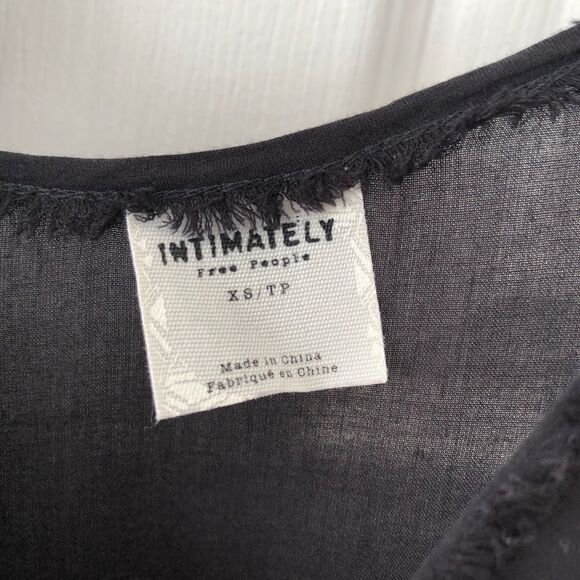 INTIMATELY
Free People
XS/TP
Made in China
Fabriqué en Chine